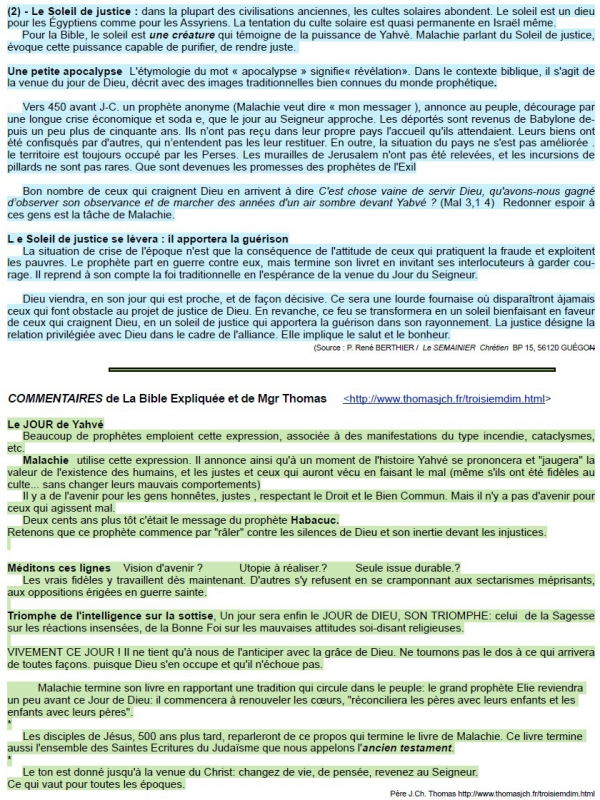 (2) - Le Soleil de justice : dans la plupart des civilisations anciennes, les cultes solaires abondent. Le soleil est un dieu
pour les Égyptiens comme pour les Assyriens. La tentation du culte solaire est quasi permanente en Israël même.
Pour la Bible, le soleil est une créature qui témoigne de la puissance de Yahvé. Malachie parlant du Soleil de justice,
évoque cette puissance capable de purifier, de rendre juste.
Une petite apocalypse L'étymologie du mot « apocalypse » signifie« révélation». Dans le contexte biblique, il s'agit de
la venue du jour de Dieu, décrit avec des images traditionnelles bien connues du monde prophétique.
Vers 450 avant J-C. un prophète anonyme (Malachie veut dire « mon messager ), annonce au peuple, décourage par
une longue crise économique et soda e, que le jour au Seigneur approche. Les déportés sont revenus de Babylone de-
puis un peu plus de cinquante ans. Ils n'ont pas reçu dans leur propre pays l'accueil qu'ils attendaient. Leurs biens ont
été confisqués par d'autres, qui n'entendent pas les leur restituer. En outre, la situation du pays ne s'est pas améliorée .
le territoire est toujours occupé par les Perses. Les murailles de Jerusalem n'ont pas été relevées, et les incursions de
pillards ne sont pas rares. Que sont devenues les promesses des prophètes de l'Exil
Bon nombre de ceux qui craignent Dieu en arrivent à dire C'est chose vaine de servir Dieu, qu'avons-nous gagné
d'observer son observance et de marcher des années d'un air sombre devant Yahvé ? (Mal 3,1 4) Redonner espoir à
ces gens est la tâche de Malachie.
L e Soleil de justice se lèvera : il apportera la guérison
La situation de crise de l'époque n'est que la conséquence de l'attitude de ceux qui pratiquent la fraude et exploitent
les pauvres. Le prophète part en guerre contre eux, mais termine son livret en invitant ses interlocuteurs à garder cou-
rage. Il reprend à son compte la foi traditionnelle en l'espérance de la venue du Jour du Seigneur.
Dieu viendra, en son jour qui est proche, et de façon décisive. Ce sera une lourde fournaise où disparaîtront àjamais
ceux qui font obstacle au projet de justice de Dieu. En revanche, ce feu se transformera en un soleil bienfaisant en faveur
de ceux qui craignent Dieu, en un soleil de justice qui apportera la guérison dans son rayonnement. La justice désigne la
relation privilégiée avec Dieu dans le cadre de l'alliance. Elle implique le salut et le bonheur.
(Source : P. René BERTHIER / Le SEMAINIER Chrétien BP 15, 56120 GUÉGON
COMMENTAIRES de La Bible Expliquée et de Mgr Thomas <http://www.thomasjch.fr/troisiemdim.html>
Le JOUR de Yahvé
Beaucoup de prophètes emploient cette expression, associée à des manifestations du type incendie, cataclysmes,
etc.
Malachie utilise cette expression. Il annonce ainsi qu'à un moment de l'histoire Yahvé se prononcera et "jaugera" la
valeur de l'existence des humains, et les justes et ceux qui auront vécu en faisant le mal (même s'ils ont été fidèles au
culte... sans changer leurs mauvais comportements)
Il y a de l'avenir pour les gens honnêtes, justes , respectant le Droit et le Bien Commun. Mais il n'y a pas d'avenir pour
ceux qui agissent mal.
Deux cents ans plus tôt c'était le message du prophète Habacuc.
Retenons que ce prophète commence par "râler" contre les silences de Dieu et son inertie devant les injustices.
Méditons ces lignes Vision d'avenir ? Utopie à réaliser.? Seule issue durable.?
Les vrais fidèles y travaillent dès maintenant. D'autres s'y refusent en se cramponnant aux sectarismes méprisants,
aux oppositions érigées en guerre sainte.
Triomphe de l'intelligence sur la sottise, Un jour sera enfin le JOUR de DIEU, SON TRIOMPHE: celui de la Sagesse
sur les réactions insensées, de la Bonne Foi sur les mauvaises attitudes soi-disant religieuses.
VIVEMENT CE JOUR ! Il ne tient qu'à nous de l'anticiper avec la grâce de Dieu. Ne tournons pas le dos à ce qui arrivera
de toutes façons. puisque Dieu s'en occupe et qu'il n'échoue pas.
Malachie termine son livre en rapportant une tradition qui circule dans le peuple: le grand prophète Elie reviendra
un peu avant ce Jour de Dieu: il commencera à renouveler les cœurs, "réconciliera les pères avec leurs enfants et les
enfants avec leurs pères".
*
Les disciples de Jésus, 500 ans plus tard, reparleront de ce propos qui termine le livre de Malachie. Ce livre termine
aussi l'ensemble des Saintes Ecritures du Judaïsme que nous appelons l'ancien testament.
*
Le ton est donné jusqu'à la venue du Christ: changez de vie, de pensée, revenez au Seigneur.
Ce qui vaut pour toutes les époques.
Père J.Ch. Thomas http://www.thomasjch.fr/troisiemdim.html